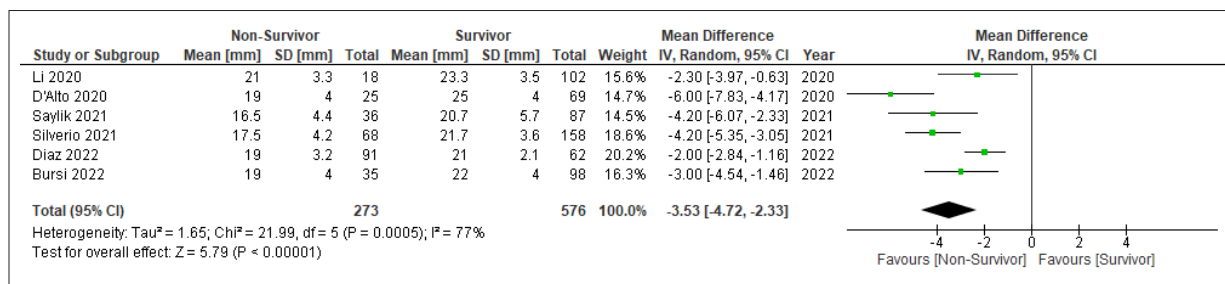 Non-Survivor Survivor Mean Difference Mean Difference
Study or Subgroup Mean [mm] SD [mm] Total Mean [mm] SD [mm] Total Weight IV, Random, 95% CI Year IV, Random, 95% CI
Li 2020 21 3.3 18 23.3 3.5 102 15.6% -2.30 [-3.97, -0.63] 2020
D'Alto 2020 19 4 25 25 4 69 14.7% -6.00 [-7.83, -4.17] 2020
Saylik 2021 16.5 4.4 36 20.7 5.7 87 14.5% -4.20 [-6.07, -2.33] 2021
Silverio 2021 17.5 4.2 68 21.7 3.6 158 18.6% -4.20 [-5.35, -3.05] 2021
Diaz 2022 19 3.2 91 21 2.1 62 20.2% -2.00 [-2.84, -1.16] 2022
Bursi 2022 19 4 35 22 4 98 16.3% -3.00 [-4.54, -1.46] 2022
Total (95% CI) 273 576 100.0% -3.53 [-4.72, -2.33]
Heterogeneity: Tau² = 1.65; Chi² = 21.99, df = 5 (P = 0.0005); I² = 77%
Test for overall effect: Z = 5.79 (P < 0.00001)
-4 -2 0 2 4
Favours [Non-Survivor] Favours [Survivor]